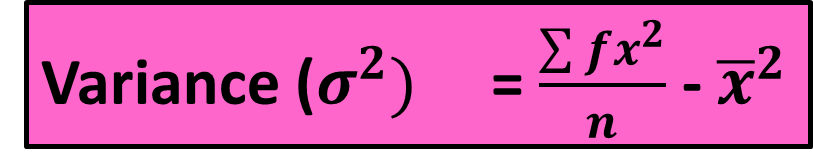 Variance (σ²) = ∑ fx² / n - x̅²